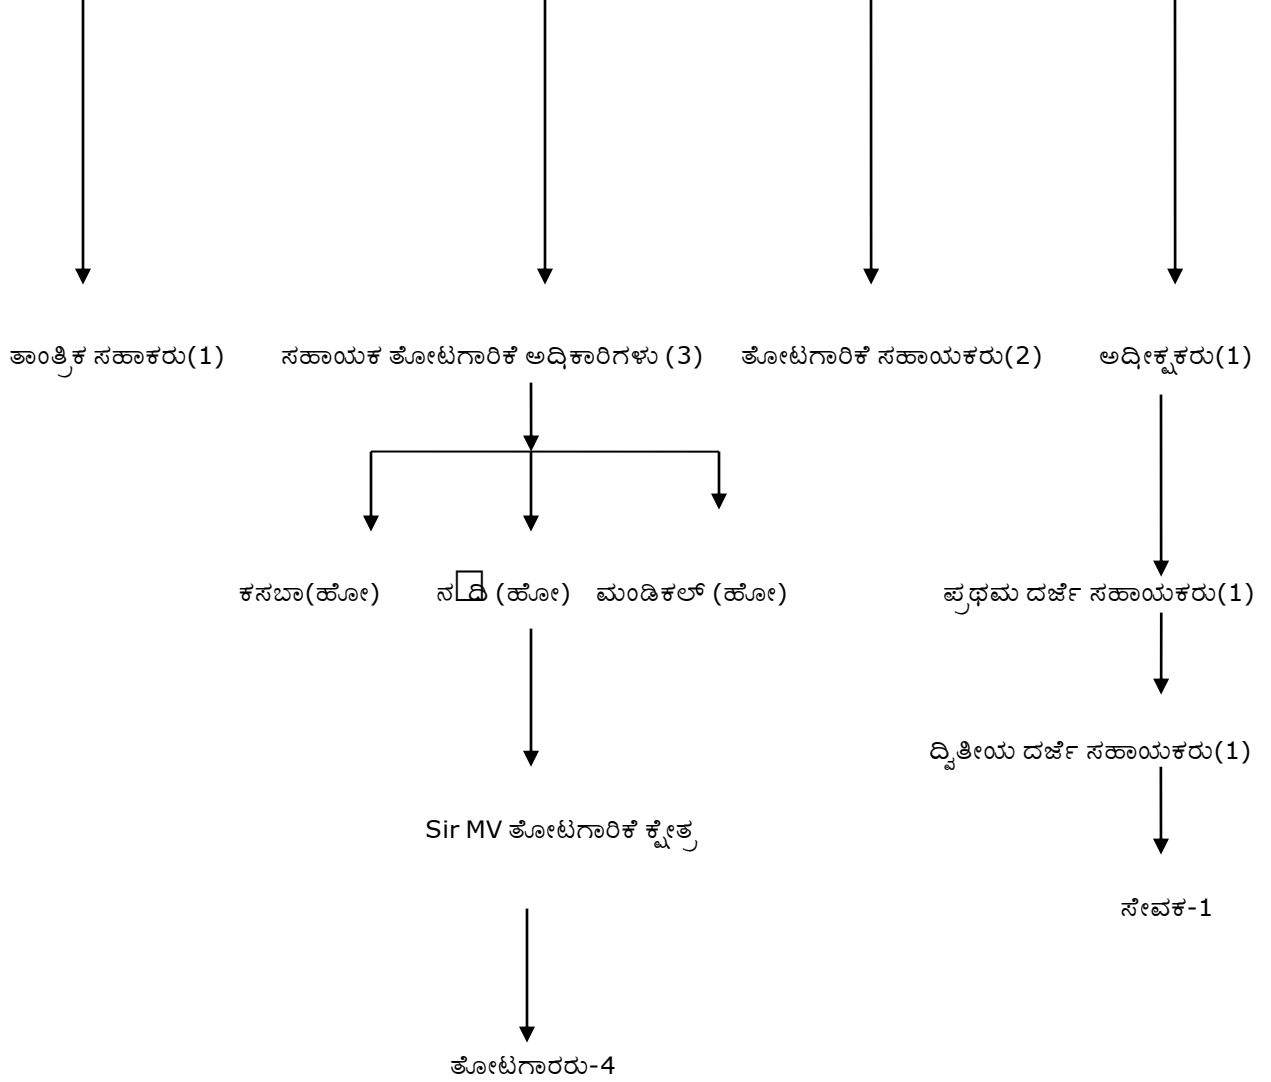 ತಾಂತ್ರಿಕ ಸಹಾಕರು(1) ಸಹಾಯಕ ತೋಟಗಾರಿಕೆ ಅಧಿಕಾರಿಗಳು (3) ತೋಟಗಾರಿಕೆ ಸಹಾಯಕರು(2) ಅಧೀಕ್ಷಕರು(1)
ಕಸಬಾ(ಹೋ) (ಹೋ) ಮಂಡಿಕಲ್ (ಹೋ) ಪ್ರಥಮ ದರ್ಜೆ ಸಹಾಯಕರು(1)
ದ್ವಿತೀಯ ದರ್ಜೆ ಸಹಾಯಕರು(1)
Sir MV ತೋಟಗಾರಿಕೆ ಕ್ಷೇತ್ರ
ಸೇವಕ-1
ತೋಟಗಾರರು-4